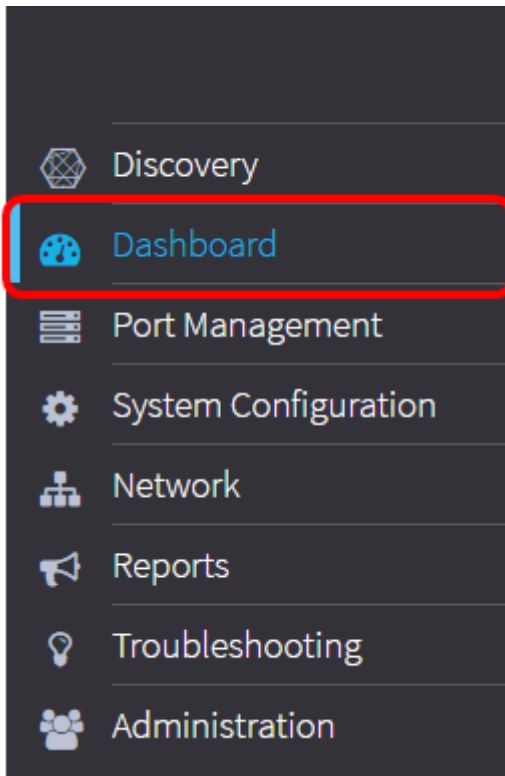 Discovery
Dashboard
Port Management
System Configuration
Network
Reports
Troubleshooting
Administration